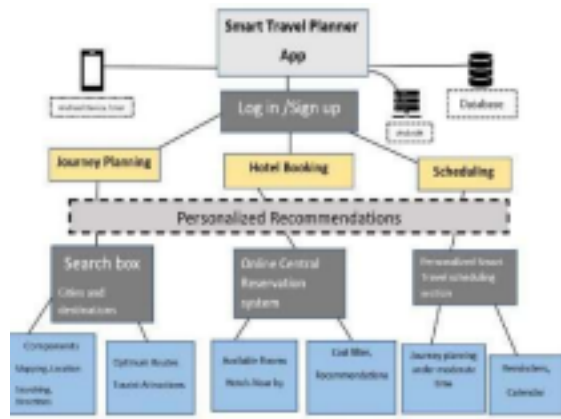 Smart Travel Planner
App
Database
Log in /Sign up
Journey Planning
Hotel Booking
Scheduling
Personalized Recommendations
Search box
Cities and
destinations
Online Central
Reservation
system
Personalized Smart
Travel scheduling
section
Components
Mapping, Location
Optimum Routes
Tourist Attractions
Available Rooms
Hotels Near by
Cost filter,
Recommendations
Journey planning
under moderate
time
Reminders,
Calendar